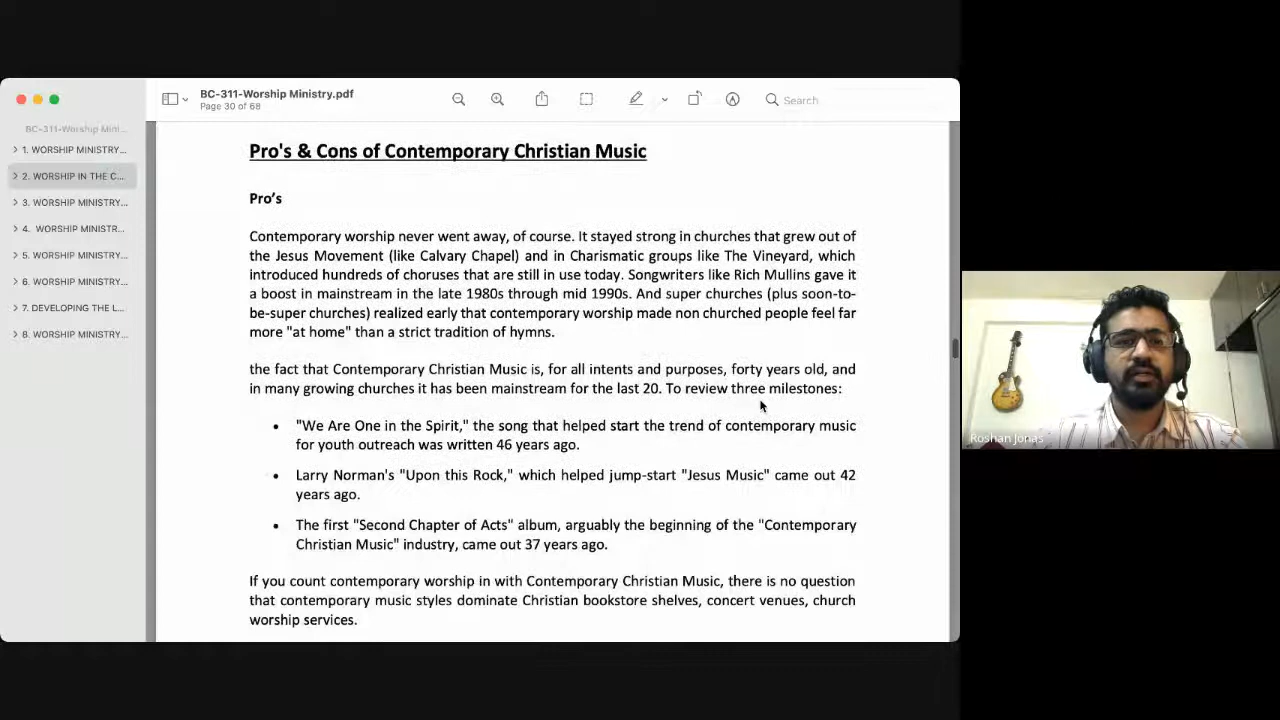 BC-311-Worship Ministry.pdf
Page 30 of 68
Search
BC-311-Worship Mini...
1. WORSHIP MINISTRY...
2. WORSHIP IN THE C...
3. WORSHIP MINISTRY...
4. WORSHIP MINISTR...
5. WORSHIP MINISTR...
6. WORSHIP MINISTR...
7. DEVELOPING THE L...
8. WORSHIP MINISTRY...
Pro's & Cons of Contemporary Christian Music
Pro’s
Contemporary worship never went away, of course. It stayed strong in churches that grew out of
the Jesus Movement (like Calvary Chapel) and in Charismatic groups like The Vineyard, which
introduced hundreds of choruses that are still in use today. Songwriters like Rich Mullins gave it
a boost in mainstream in the late 1980s through mid 1990s. And super churches (plus soon-to-
be-super churches) realized early that contemporary worship made non churched people feel far
more "at home" than a strict tradition of hymns.
the fact that Contemporary Christian Music is, for all intents and purposes, forty years old, and
in many growing churches it has been mainstream for the last 20. To review three milestones:
• "We Are One in the Spirit," the song that helped start the trend of contemporary music
for youth outreach was written 46 years ago.
• Larry Norman's "Upon this Rock," which helped jump-start "Jesus Music" came out 42
years ago.
• The first "Second Chapter of Acts" album, arguably the beginning of the "Contemporary
Christian Music" industry, came out 37 years ago.
If you count contemporary worship in with Contemporary Christian Music, there is no question
that contemporary music styles dominate Christian bookstore shelves, concert venues, church
worship services.
Roshan Jonas